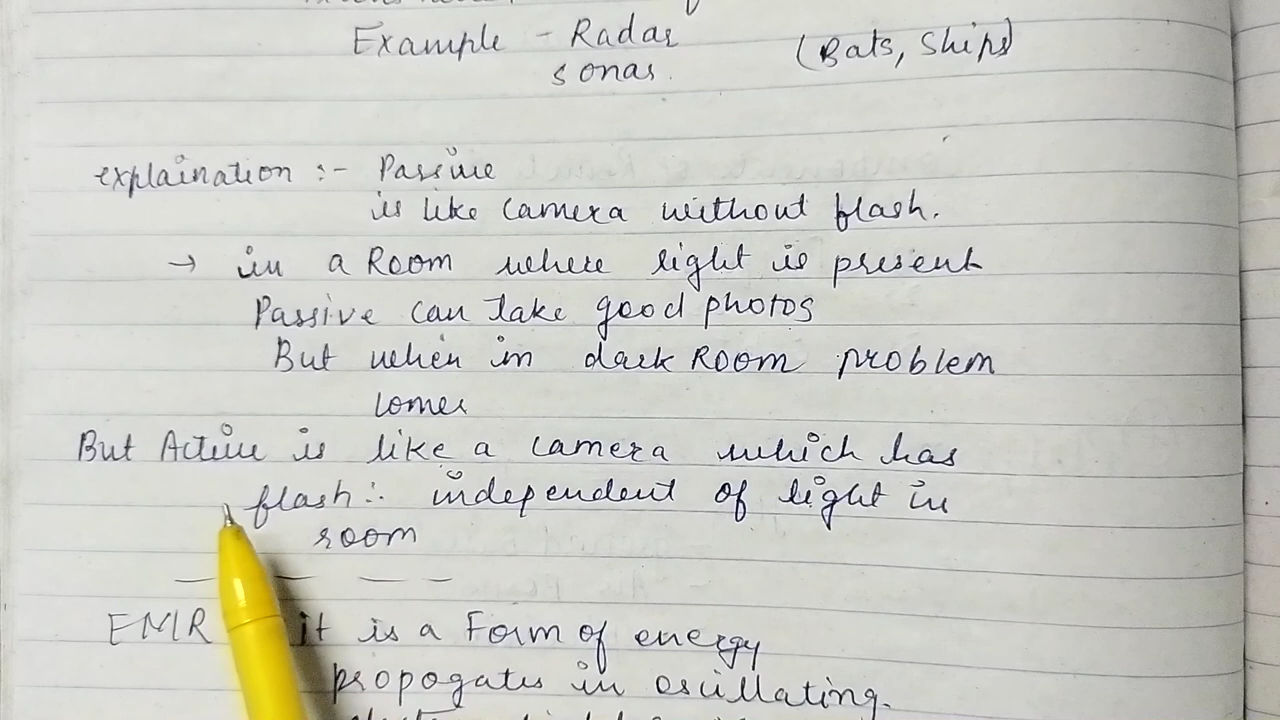 Example - Radar (Bats, Ships)
sonar.
explaination :- Passive
is like camera without flash.
→ in a Room where light is present
Passive can take good photos
But when in dark Room problem
comes
But Active is like a camera which has
flash ∴ independent of light in
room
EMR it is a Form of energy
propogates in oscillating.